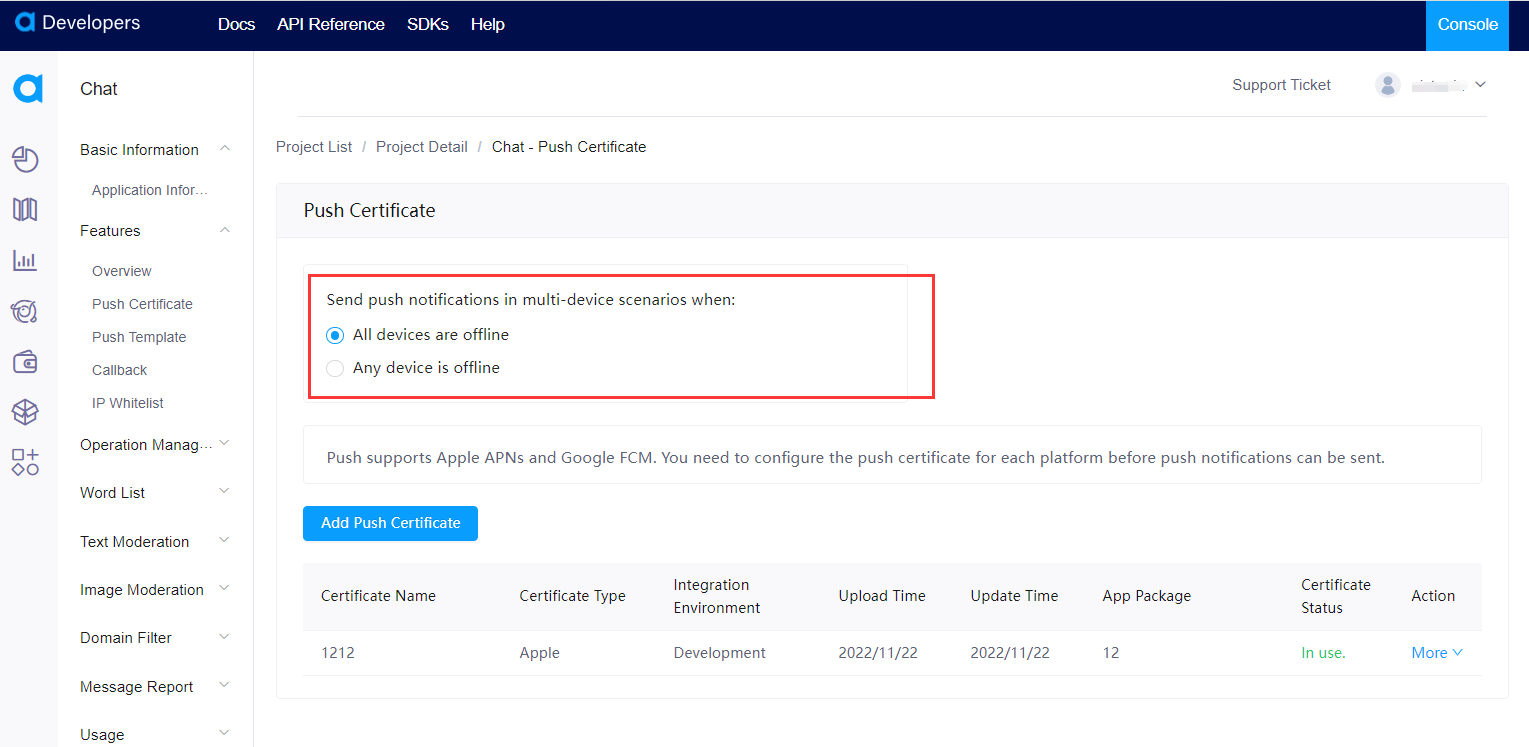 Developers
Docs API Reference SDKs Help
Console
Chat
Support Ticket
Basic Information
Application Infor...
Features
Overview
Push Certificate
Push Template
Callback
IP Whitelist
Operation Manag...
Word List
Text Moderation
Image Moderation
Domain Filter
Message Report
Usage
Project List / Project Detail / Chat - Push Certificate
Push Certificate
Send push notifications in multi-device scenarios when:
All devices are offline
Any device is offline
Push supports Apple APNs and Google FCM. You need to configure the push certificate for each platform before push notifications can be sent.
Add Push Certificate
Certificate Name Certificate Type Integration Environment Upload Time Update Time App Package Certificate Status Action
1212 Apple Development 2022/11/22 2022/11/22 12 In use. More